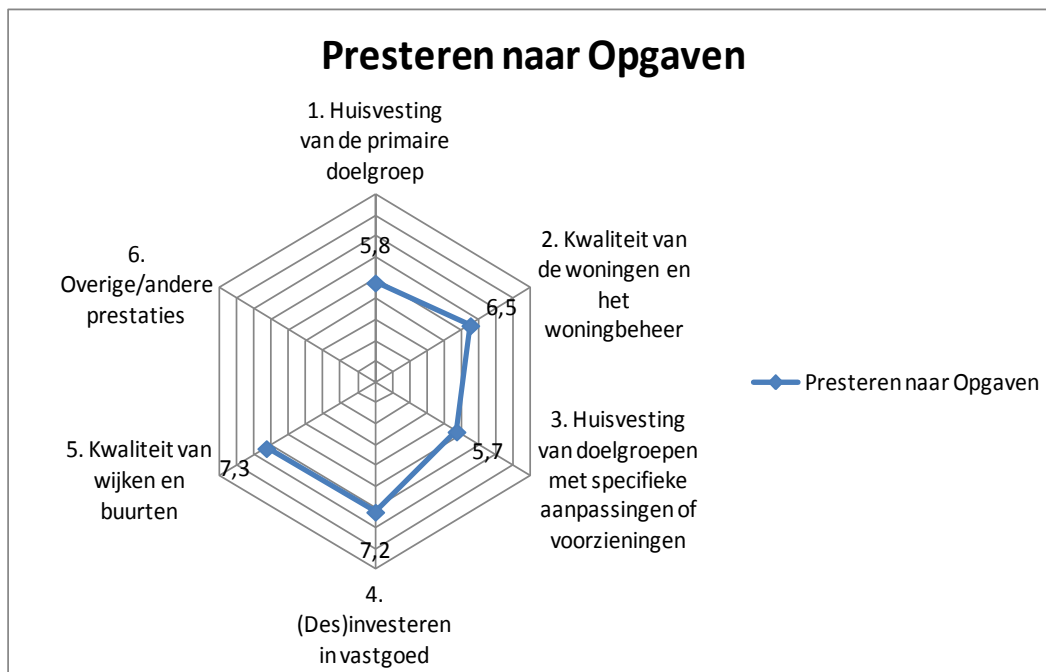 Presteren naar Opgaven
1. Huisvesting
van de primaire
doelgroep
5,8
2. Kwaliteit van
de woningen en
het
woningbeheer
6,5
3. Huisvesting
van doelgroepen
met specifieke
aanpassingen of
voorzieningen
5,7
4.
(Des)investeren
in vastgoed
7,2
5. Kwaliteit van
wijken en
buurten
7,3
6.
Overige/andere
prestaties
Presteren naar Opgaven